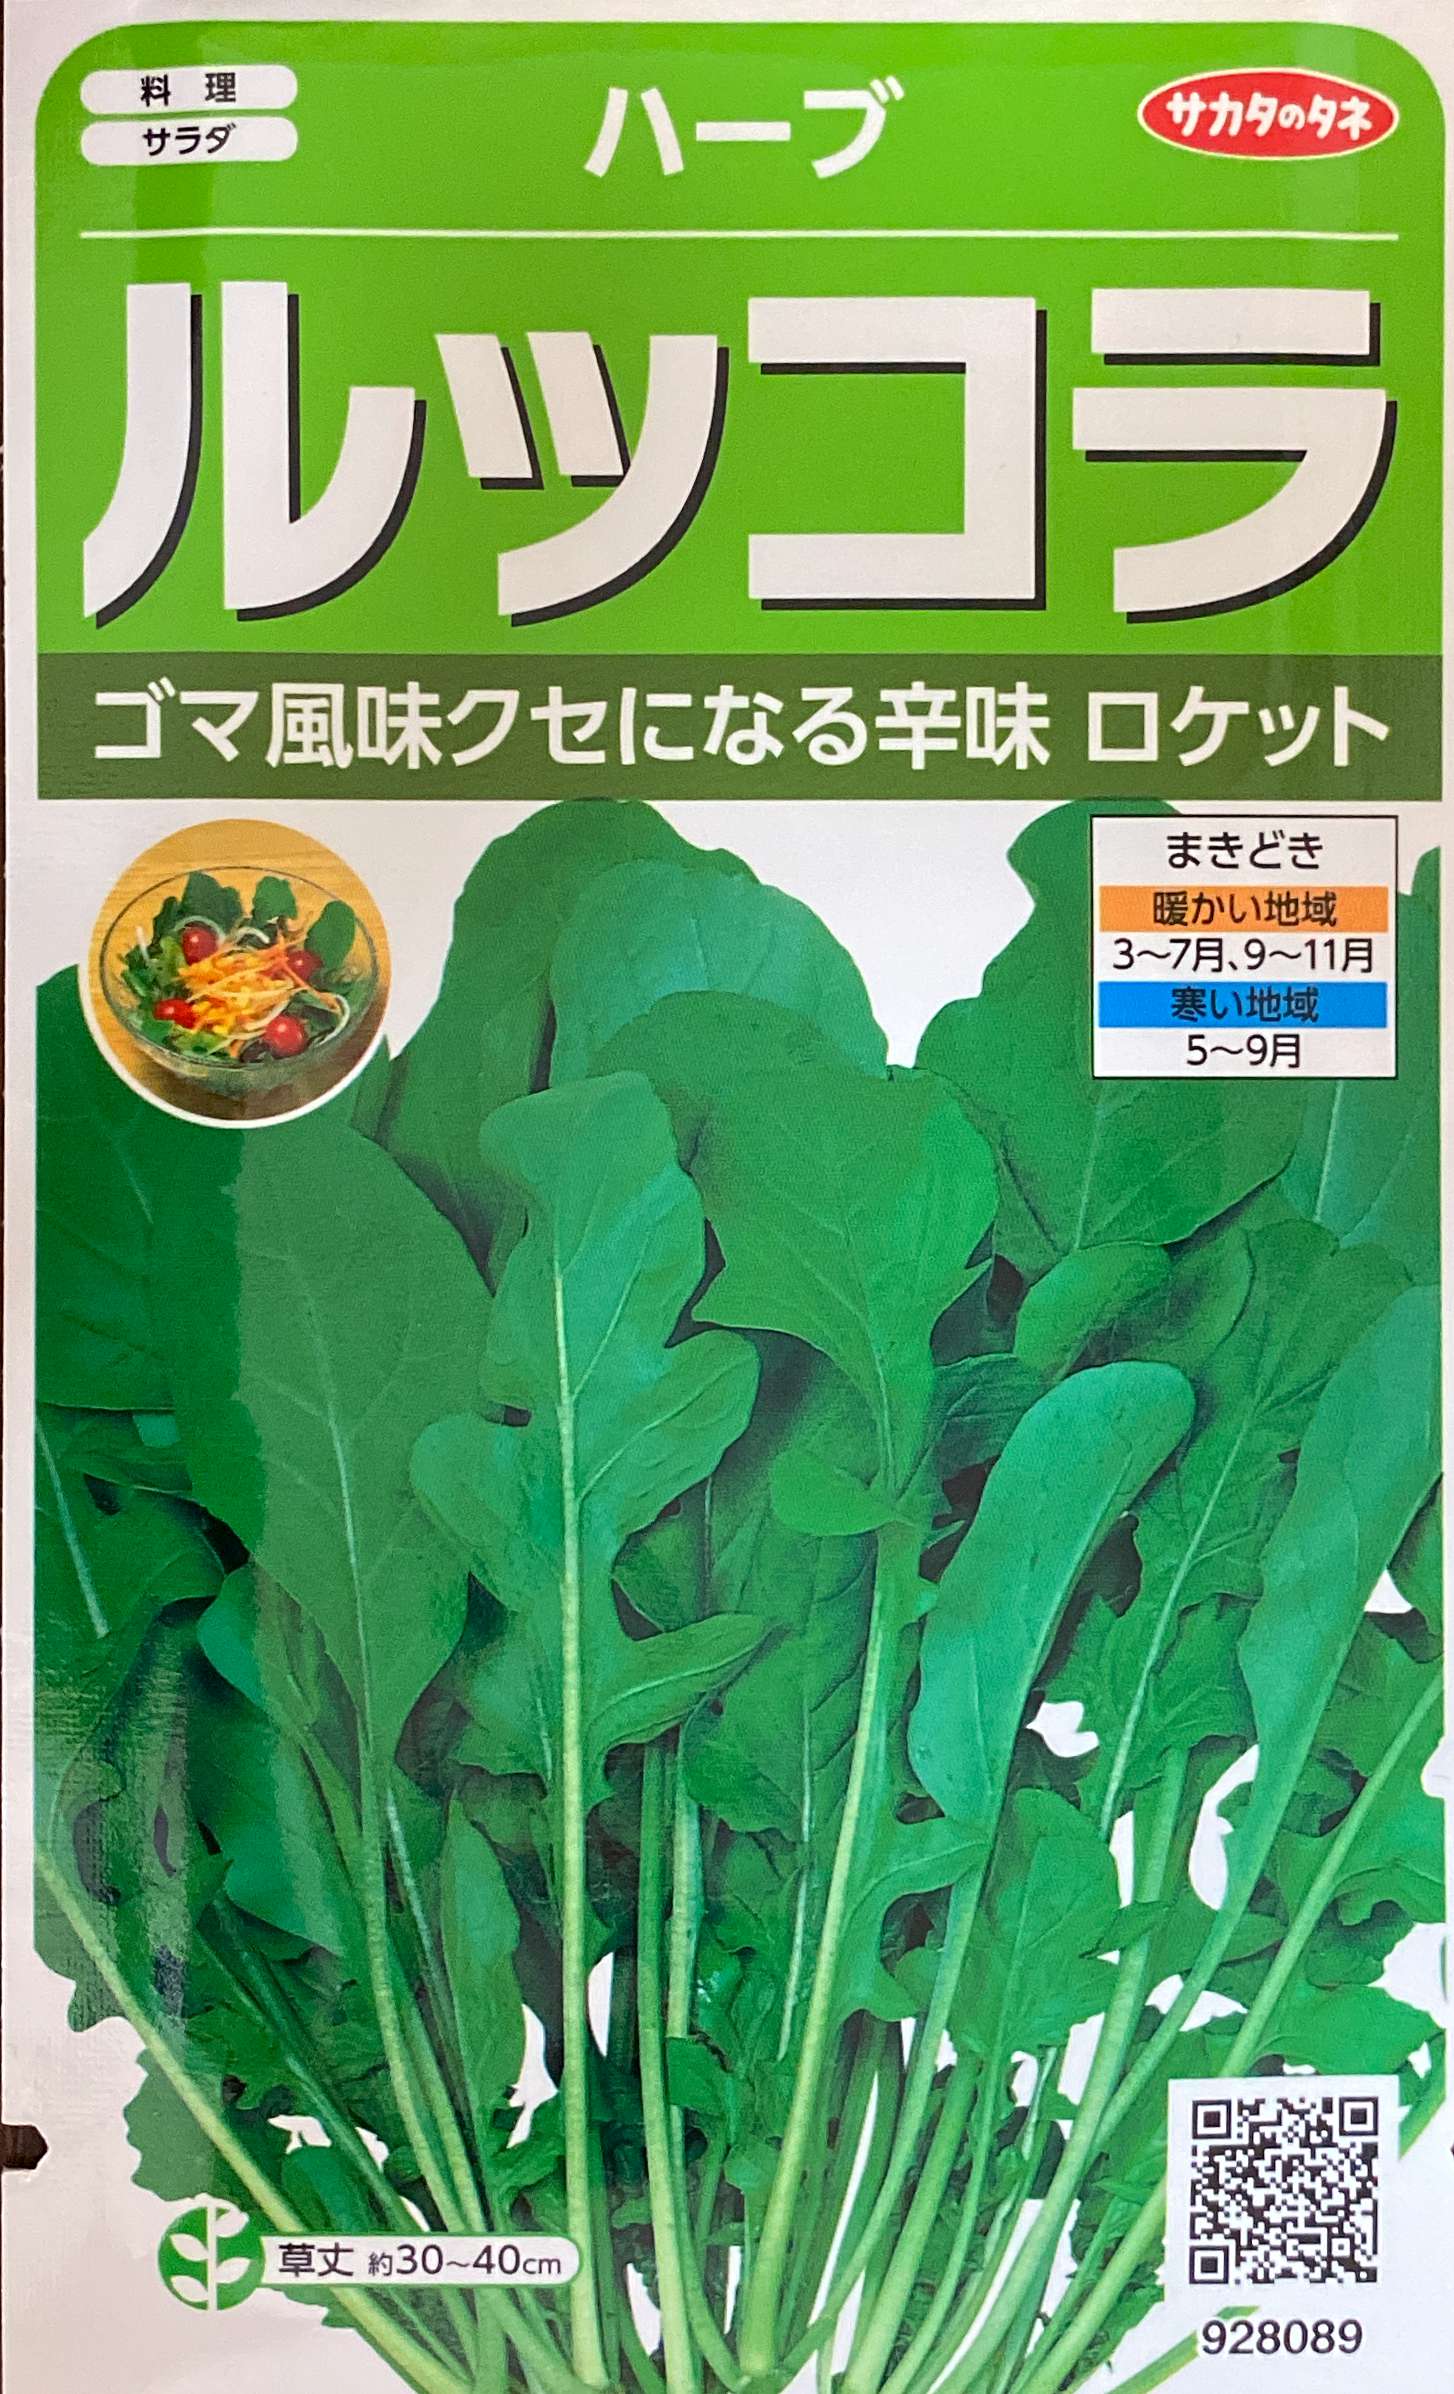 料 理
サラダ
ハーブ
サカタのタネ
ルッコラ
ゴマ風味クセになる辛味 ロケット
まきどき
暖かい地域
3〜7月、9〜11月
寒い地域
5〜9月
草丈 約30〜40cm
928089